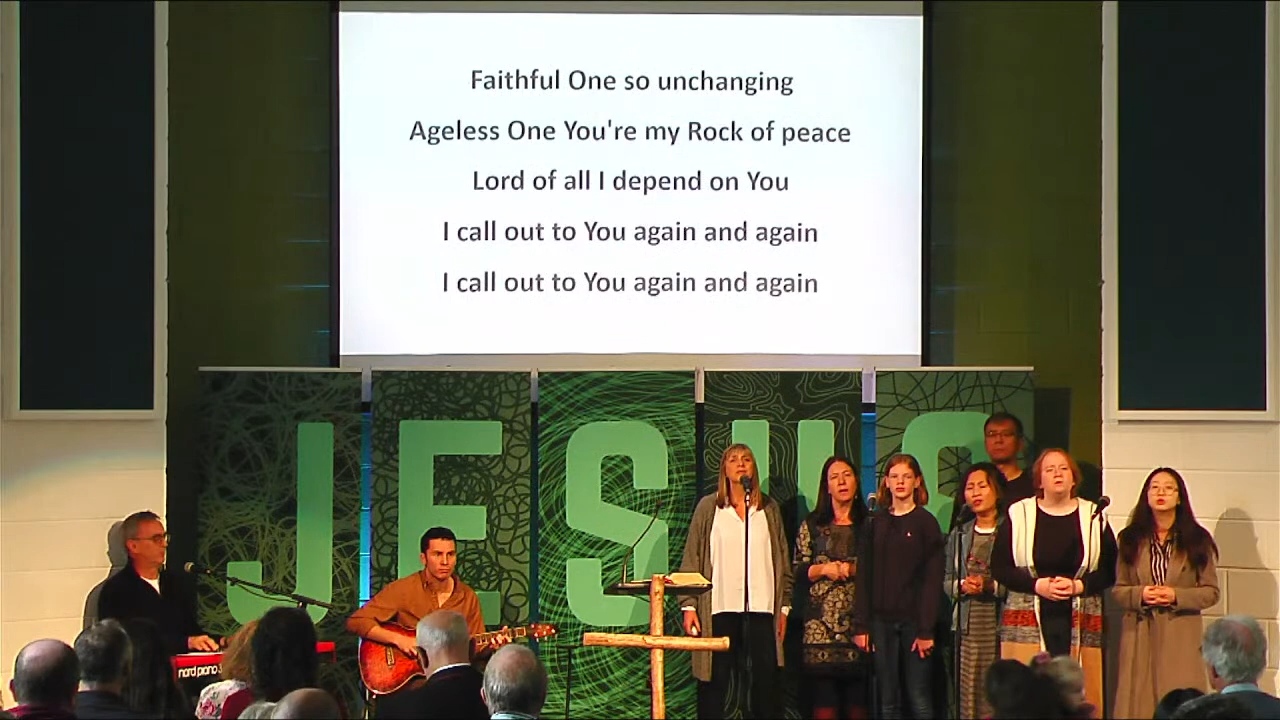 Faithful One so unchanging
Ageless One You're my Rock of peace
Lord of all I depend on You
I call out to You again and again
I call out to You again and again
JESUS
nord piano 3